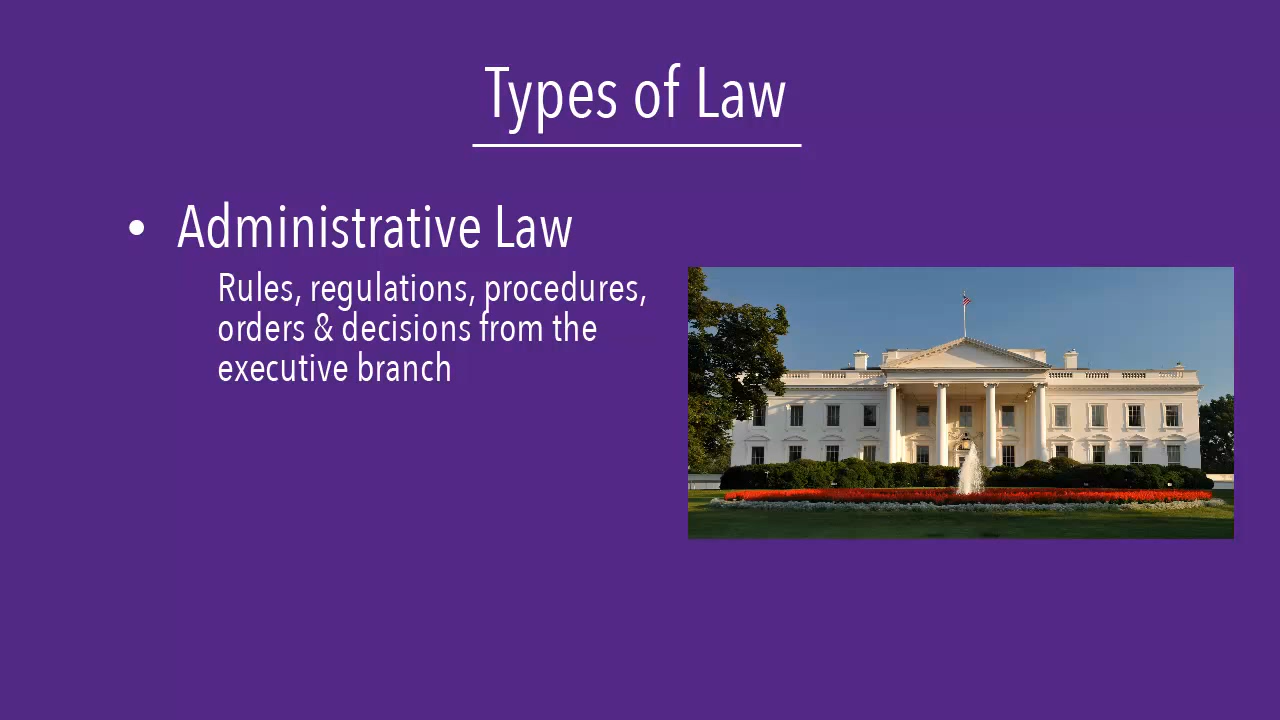 Types of Law
• Administrative Law
Rules, regulations, procedures,
orders & decisions from the
executive branch